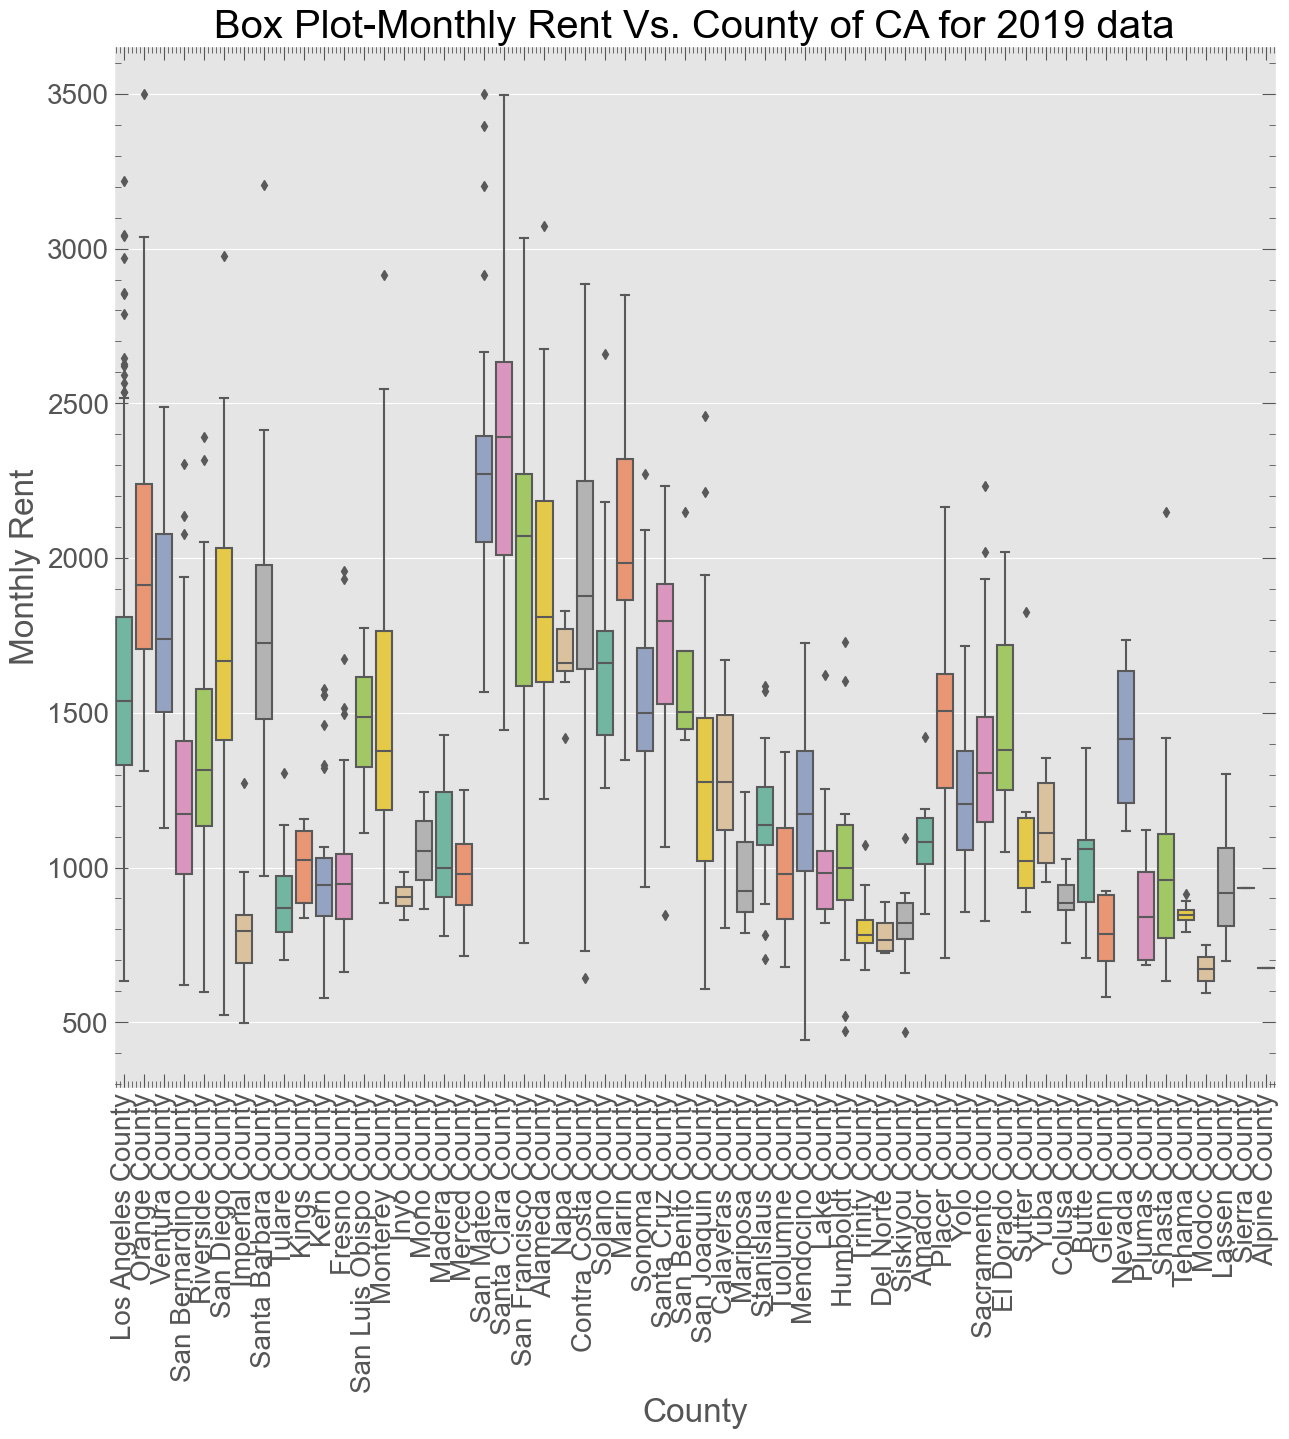 Box Plot-Monthly Rent Vs. County of CA for 2019 data
3500
3000
2500
2000
1500
1000
500
Monthly Rent
Los Angeles County
Orange County
Ventura County
San Bernardino County
Riverside County
San Diego County
Imperial County
Santa Barbara County
Tulare County
Kings County
Kern County
Fresno County
San Luis Obispo County
Monterey County
Inyo County
Mono County
Madera County
Merced County
San Mateo County
Santa Clara County
San Francisco County
Alameda County
Napa County
Contra Costa County
Solano County
Marin County
Sonoma County
Santa Cruz County
San Benito County
San Joaquin County
Calaveras County
Mariposa County
Stanislaus County
Tuolumne County
Mendocino County
Lake County
Humboldt County
Trinity County
Del Norte County
Siskiyou County
Amador County
Placer County
Yolo County
Sacramento County
El Dorado County
Sutter County
Yuba County
Colusa County
Butte County
Glenn County
Nevada County
Plumas County
Shasta County
Tehama County
Modoc County
Lassen County
Sierra County
Alpine County
County